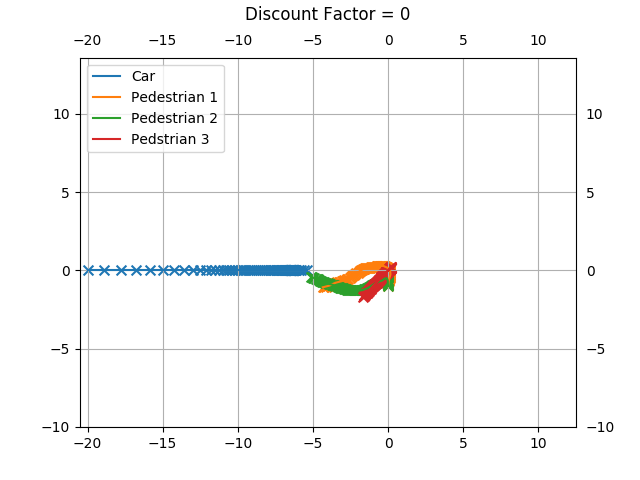 Discount Factor = 0
−20 −15 −10 −5 0 5 10
Car
Pedestrian 1
Pedestrian 2
Pedstrian 3
10 10
5 5
0 0
−5 −5
−10 −10
−20 −15 −10 −5 0 5 10